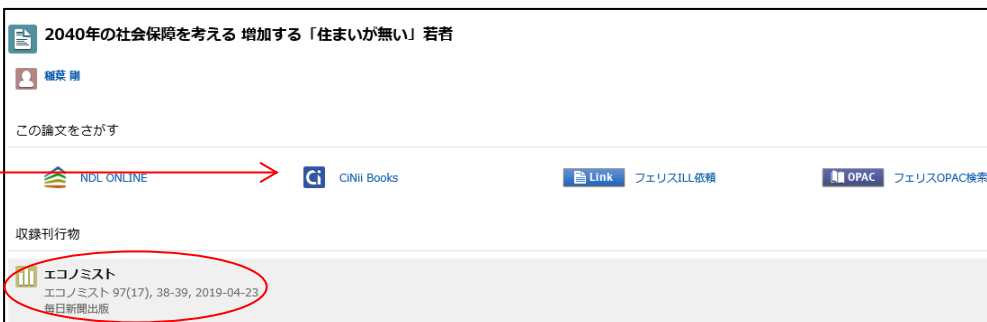 2040年の社会保障を考える 増加する「住まいが無い」若者
稲葉 剛
この論文をさがす
NDL ONLINE
Ci CiNii Books
Link フェリスILL依頼
OPAC フェリスOPAC検索
収録刊行物
エコノミスト
エコノミスト 97(17), 38-39, 2019-04-23
毎日新聞出版